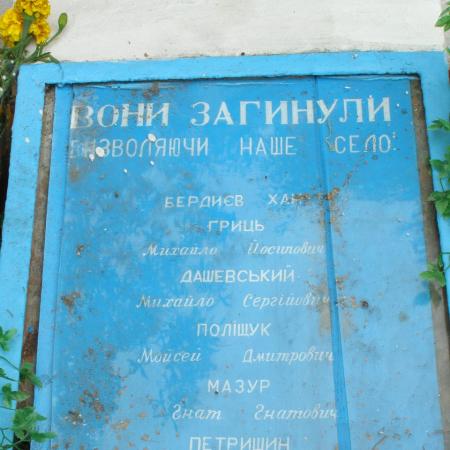 ВОНИ ЗАГИНУЛИ
ВИЗВОЛЯЮЧИ НАШЕ СЕЛО:
БЕРДИЄВ
ГРИЦЬ
Михайло Йосипович
ДАШЕВСЬКИЙ
Михайло Сергійович
ПОЛІЩУК
Мойсей Дмитрович
МАЗУР
Гнат Гнатович
ПЕТРИШИН